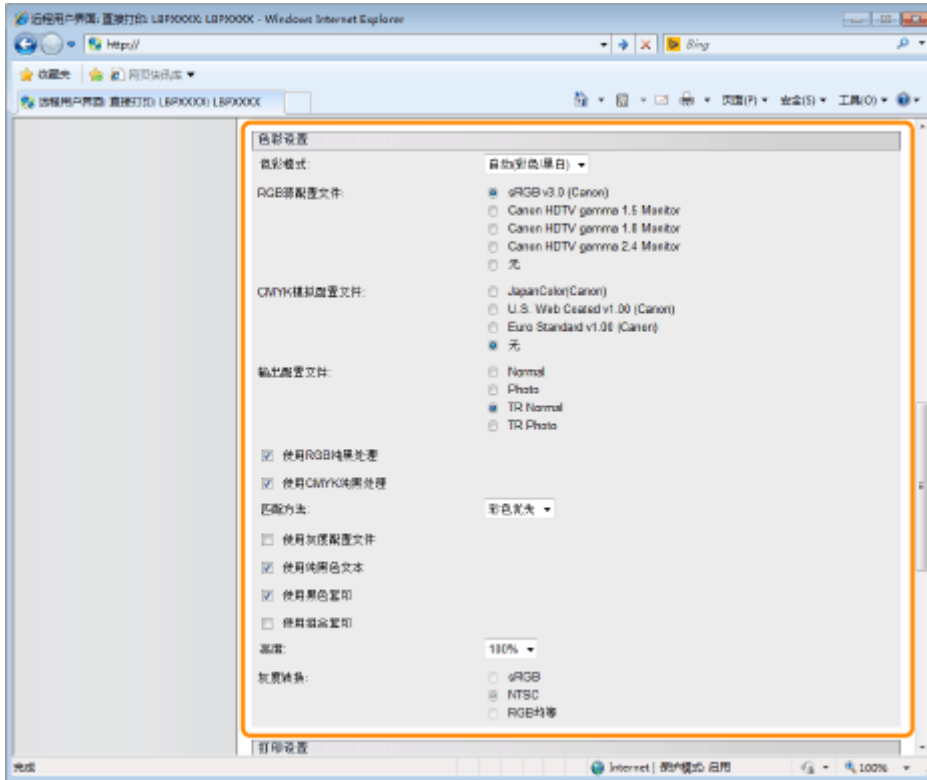 远程用户界面: 直接打印: LBPXXXX: LBPXXXX - Windows Internet Explorer
http://
Bing
收藏夹 网页快讯库
远程用户界面: 直接打印: LBPXXXX: LBPXXXX
页面(P) 安全(S) 工具(O)
色彩设置
色彩模式: 自动(彩色/黑白)
RGB源配置文件: sRGB v3.0 (Canon)
Canon HDTV gamma 1.5 Monitor
Canon HDTV gamma 1.8 Monitor
Canon HDTV gamma 2.4 Monitor
无
CMYK模拟配置文件: JapanColor(Canon)
U.S. Web Coated v1.00 (Canon)
Euro Standard v1.00 (Canon)
无
输出配置文件: Normal
Photo
TR Normal
TR Photo
使用RGB纯黑处理
使用CMYK纯黑处理
匹配方法: 彩色优先
使用灰度配置文件
使用纯黑色文本
使用黑色套印
使用组合套印
亮度: 100%
灰度转换: sRGB
NTSC
RGB均等
打印设置
完成 Internet | 保护模式: 启用 100%